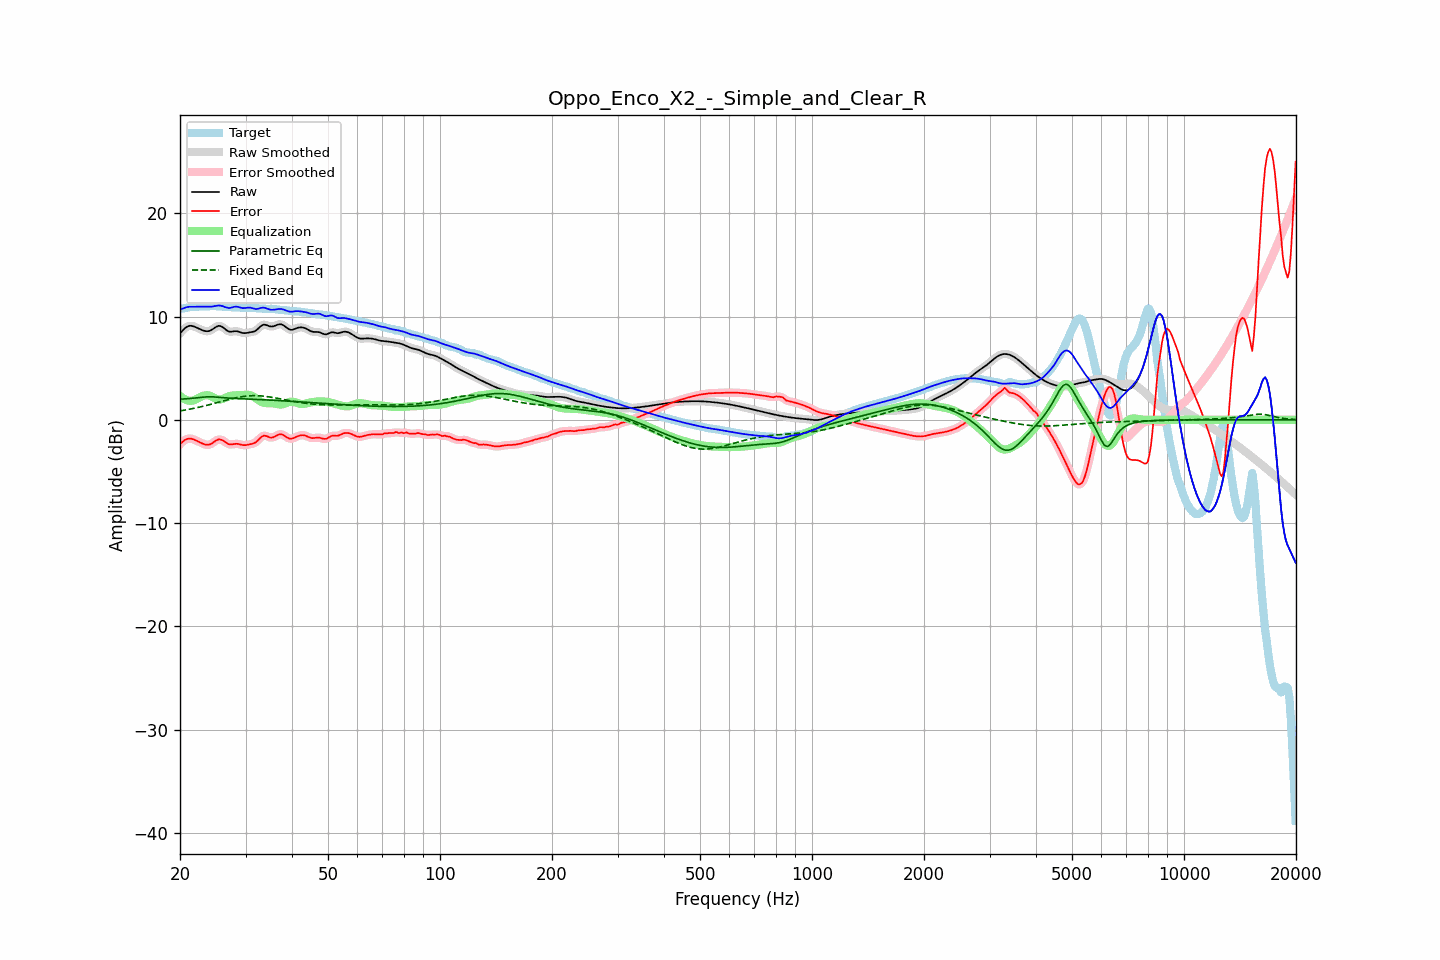 Oppo_Enco_X2_-_Simple_and_Clear_R
Target
Raw Smoothed
Error Smoothed
Raw
Error
Equalization
Parametric Eq
Fixed Band Eq
Equalized
20
10
0
−10
−20
−30
−40
Amplitude (dBr)
20
50
100
200
500
1000
2000
5000
10000
20000
Frequency (Hz)